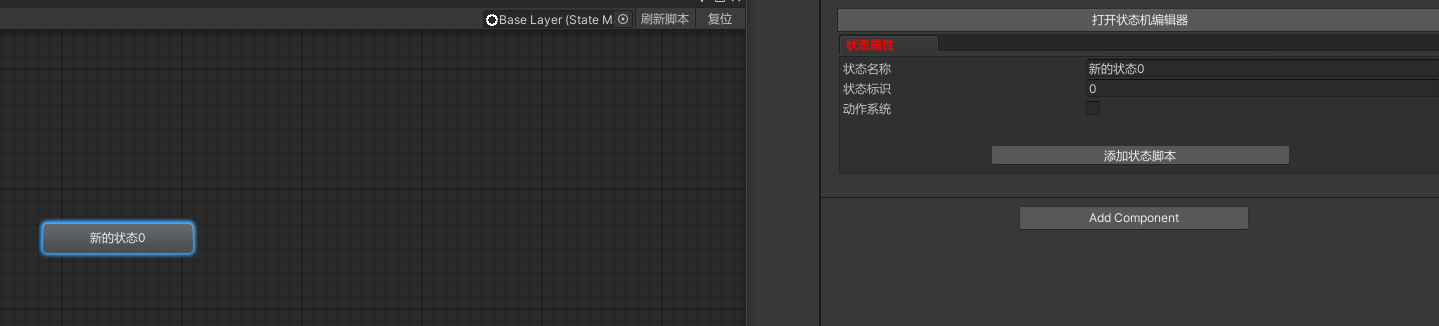 Base Layer (State M
刷新脚本
复位
新的状态0
打开状态机编辑器
状态属性
状态名称
新的状态0
状态标识
0
动作系统
添加状态脚本
Add Component